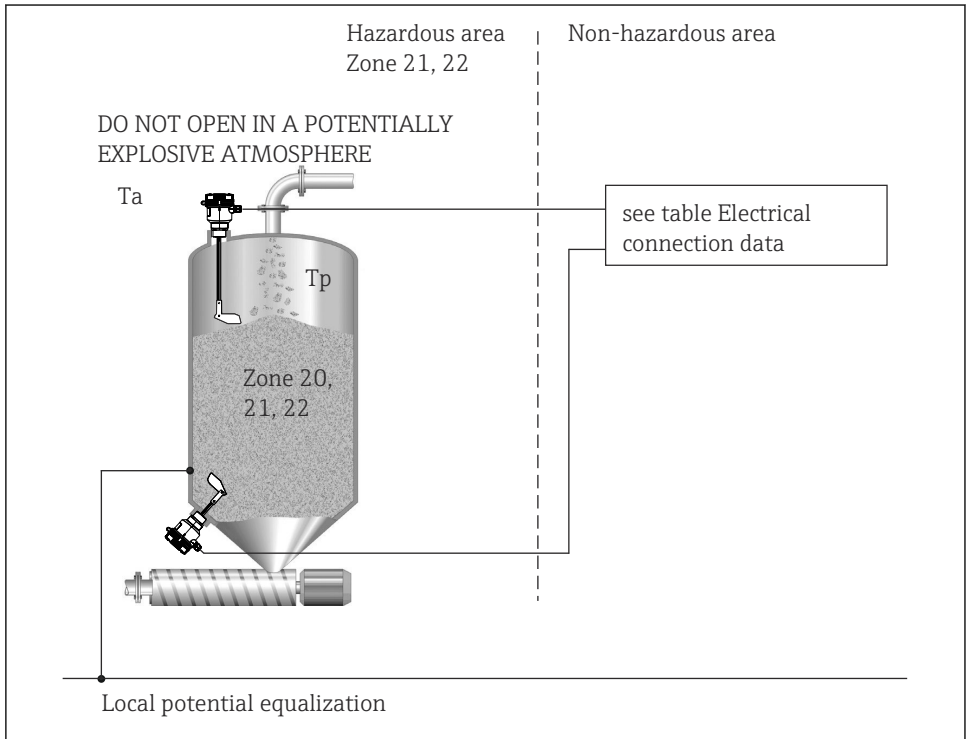 Hazardous area
Zone 21, 22
Non-hazardous area
DO NOT OPEN IN A POTENTIALLY
EXPLOSIVE ATMOSPHERE
Ta
see table Electrical
connection data
Tp
Zone 20,
21, 22
Local potential equalization